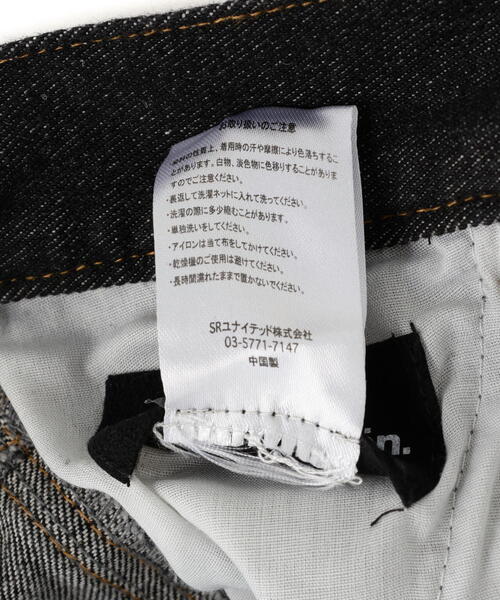 お取り扱いのご注意
・染料の性質上、着用時の汗や摩擦により色落ちするこ
とがあります。白物、淡色物に色移りすることがありま
すのでご注意ください。
・裏返して洗濯ネットに入れて洗ってください。
・洗濯の際に多少縮むことがあります。
・単独洗いをしてください。
・アイロンは当て布をしてかけてください。
・乾燥機のご使用は避けてください。
・長時間濡れたままで置かないでください。
SRユナイテッド株式会社
03-5771-7147
中国製
in.